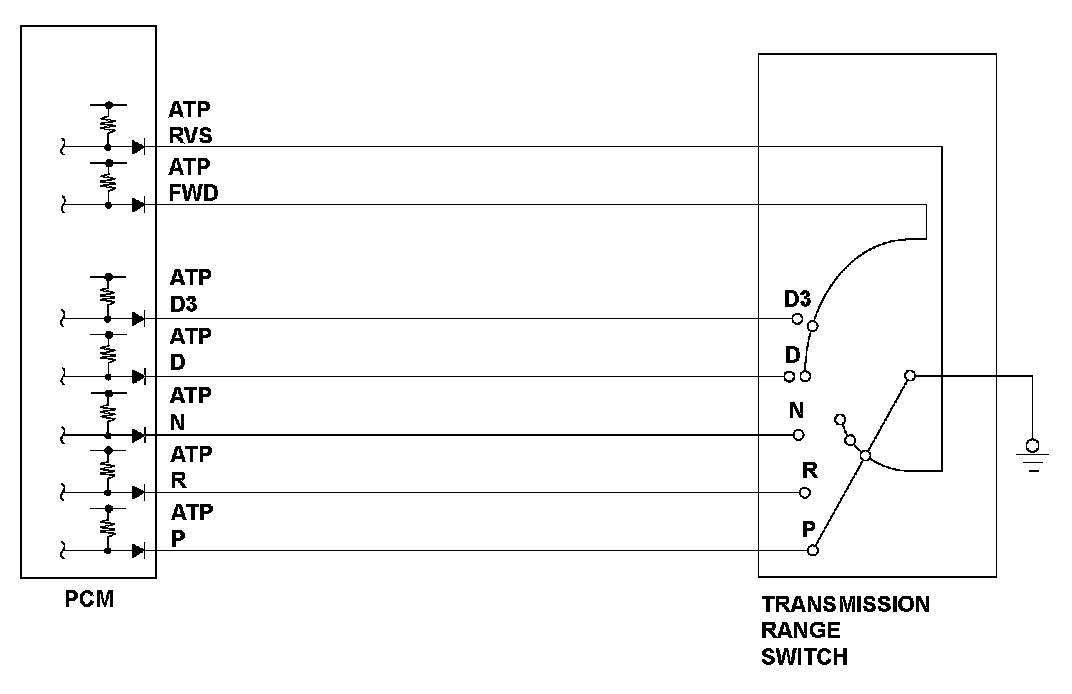 ATP
RVS
ATP
FWD
ATP
D3
ATP
D
ATP
N
ATP
R
ATP
P
D3
D
N
R
P
PCM
TRANSMISSION
RANGE
SWITCH